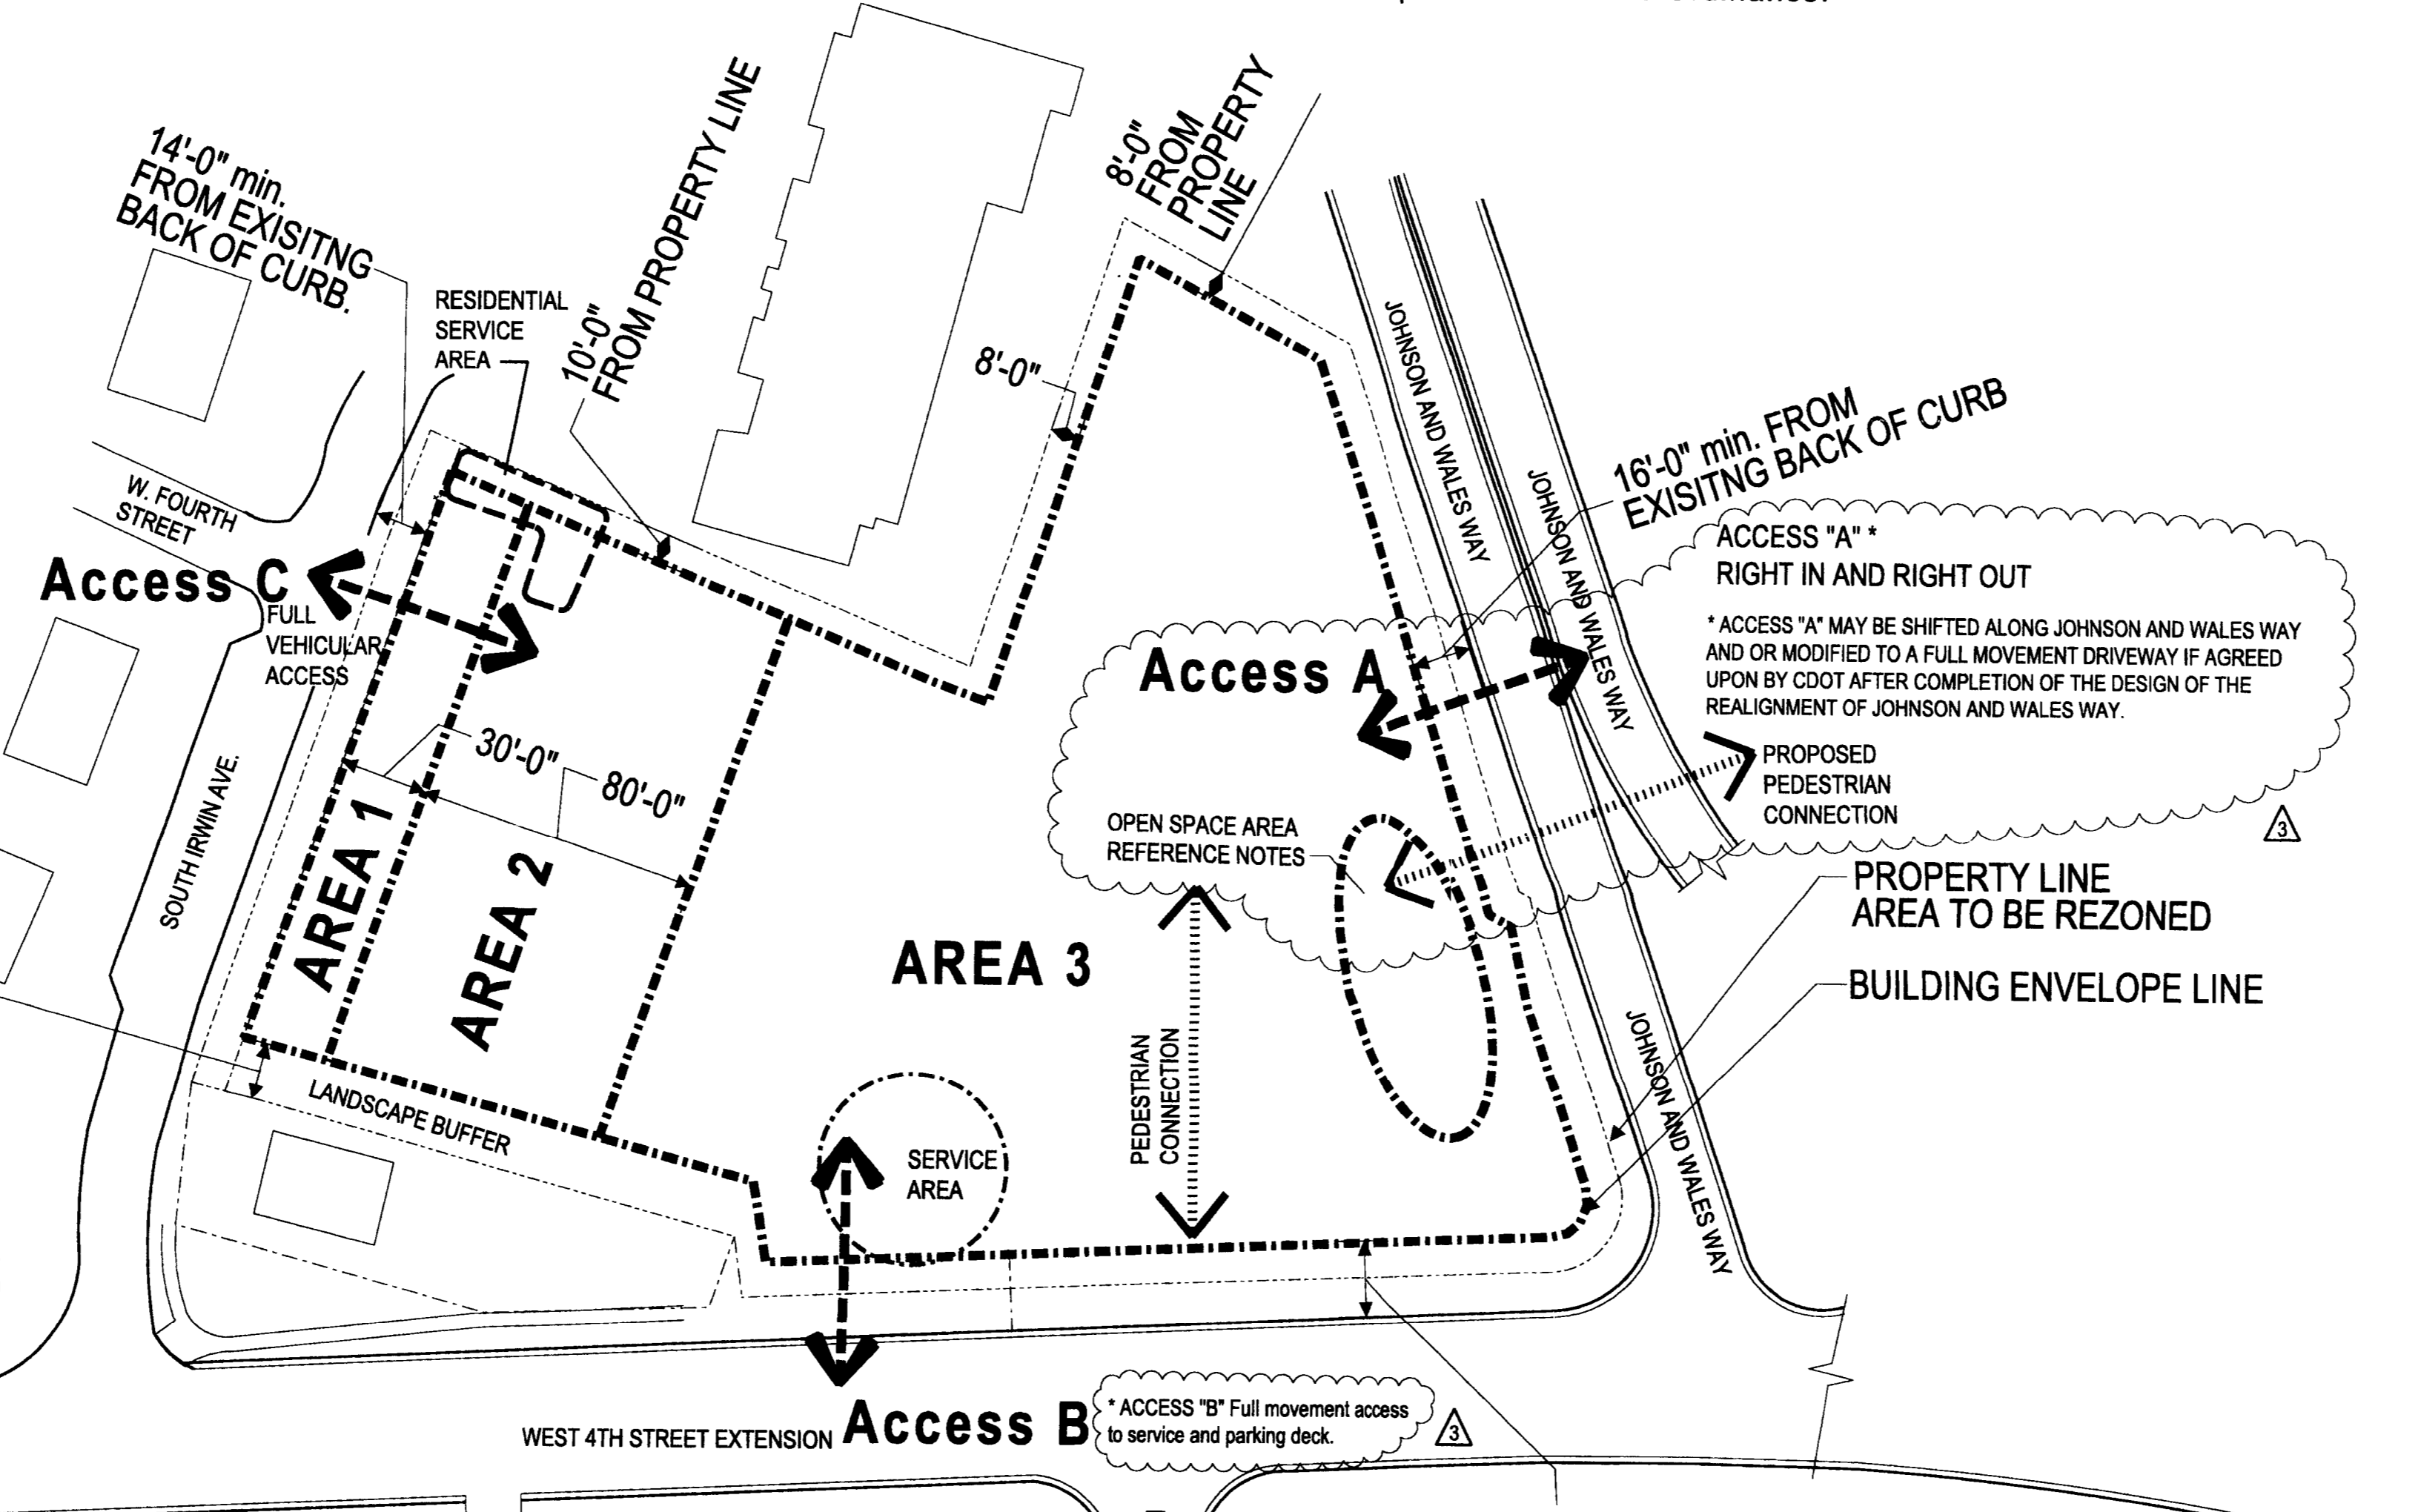 14'-0" min.
FROM EXISITNG
BACK OF CURB.
RESIDENTIAL
SERVICE
AREA
10'-0"
FROM PROPERTY LINE
8'-0"
FROM
PROPERTY
LINE
8'-0"
JOHNSON AND WALES WAY
JOHNSON AND WALES WAY
16'-0" min. FROM
EXISITNG BACK OF CURB
W. FOURTH
STREET
Access C
FULL
VEHICULAR
ACCESS
SOUTH IRWIN AVE.
30'-0"
80'-0"
AREA 1
AREA 2
AREA 3
Access A
ACCESS "A" *
RIGHT IN AND RIGHT OUT
* ACCESS "A" MAY BE SHIFTED ALONG JOHNSON AND WALES WAY
AND OR MODIFIED TO A FULL MOVEMENT DRIVEWAY IF AGREED
UPON BY CDOT AFTER COMPLETION OF THE DESIGN OF THE
REALIGNMENT OF JOHNSON AND WALES WAY.
PROPOSED
PEDESTRIAN
CONNECTION
3
OPEN SPACE AREA
REFERENCE NOTES
PROPERTY LINE
AREA TO BE REZONED
BUILDING ENVELOPE LINE
PEDESTRIAN
CONNECTION
JOHNSON AND WALES WAY
LANDSCAPE BUFFER
SERVICE
AREA
WEST 4TH STREET EXTENSION
Access B
* ACCESS "B" Full movement access
to service and parking deck.
3